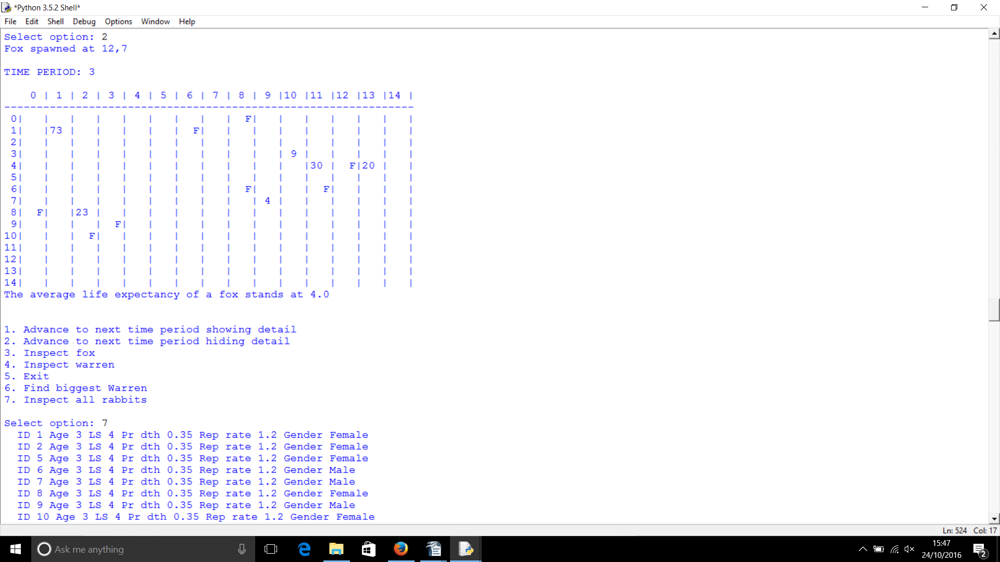 *Python 3.5.2 Shell*
File Edit Shell Debug Options Window Help
Select option: 2
Fox spawned at 12,7
TIME PERIOD: 3
    0 | 1 | 2 | 3 | 4 | 5 | 6 | 7 | 8 | 9 |10 |11 |12 |13 |14 |
---------------------------------------------------------------
 0|   |   |   |   |   |   |   |   |  F|   |   |   |   |   |   |
 1|   |73 |   |   |   |   |  F|   |   |   |   |   |   |   |   |
 2|   |   |   |   |   |   |   |   |   |   |   |   |   |   |   |
 3|   |   |   |   |   |   |   |   |   |   | 9 |   |   |   |   |
 4|   |   |   |   |   |   |   |   |   |   |   |30 |  F|20 |   |
 5|   |   |   |   |   |   |   |   |   |   |   |   |   |   |   |
 6|   |   |   |   |   |   |   |   |  F|   |   |  F|   |   |   |
 7|   |   |   |   |   |   |   |   |   | 4 |   |   |   |   |   |
 8|  F|   |23 |   |   |   |   |   |   |   |   |   |   |   |   |
 9|   |   |   |  F|   |   |   |   |   |   |   |   |   |   |   |
10|   |   |  F|   |   |   |   |   |   |   |   |   |   |   |   |
11|   |   |   |   |   |   |   |   |   |   |   |   |   |   |   |
12|   |   |   |   |   |   |   |   |   |   |   |   |   |   |   |
13|   |   |   |   |   |   |   |   |   |   |   |   |   |   |   |
14|   |   |   |   |   |   |   |   |   |   |   |   |   |   |   |
The average life expectancy of a fox stands at 4.0
1. Advance to next time period showing detail
2. Advance to next time period hiding detail
3. Inspect fox
4. Inspect warren
5. Exit
6. Find biggest Warren
7. Inspect all rabbits
Select option: 7
  ID 1 Age 3 LS 4 Pr dth 0.35 Rep rate 1.2 Gender Female
  ID 2 Age 3 LS 4 Pr dth 0.35 Rep rate 1.2 Gender Female
  ID 5 Age 3 LS 4 Pr dth 0.35 Rep rate 1.2 Gender Female
  ID 6 Age 3 LS 4 Pr dth 0.35 Rep rate 1.2 Gender Male
  ID 7 Age 3 LS 4 Pr dth 0.35 Rep rate 1.2 Gender Male
  ID 8 Age 3 LS 4 Pr dth 0.35 Rep rate 1.2 Gender Female
  ID 9 Age 3 LS 4 Pr dth 0.35 Rep rate 1.2 Gender Male
  ID 10 Age 3 LS 4 Pr dth 0.35 Rep rate 1.2 Gender Female
Ln: 524 Col: 17
Ask me anything
15:47
24/10/2016
2